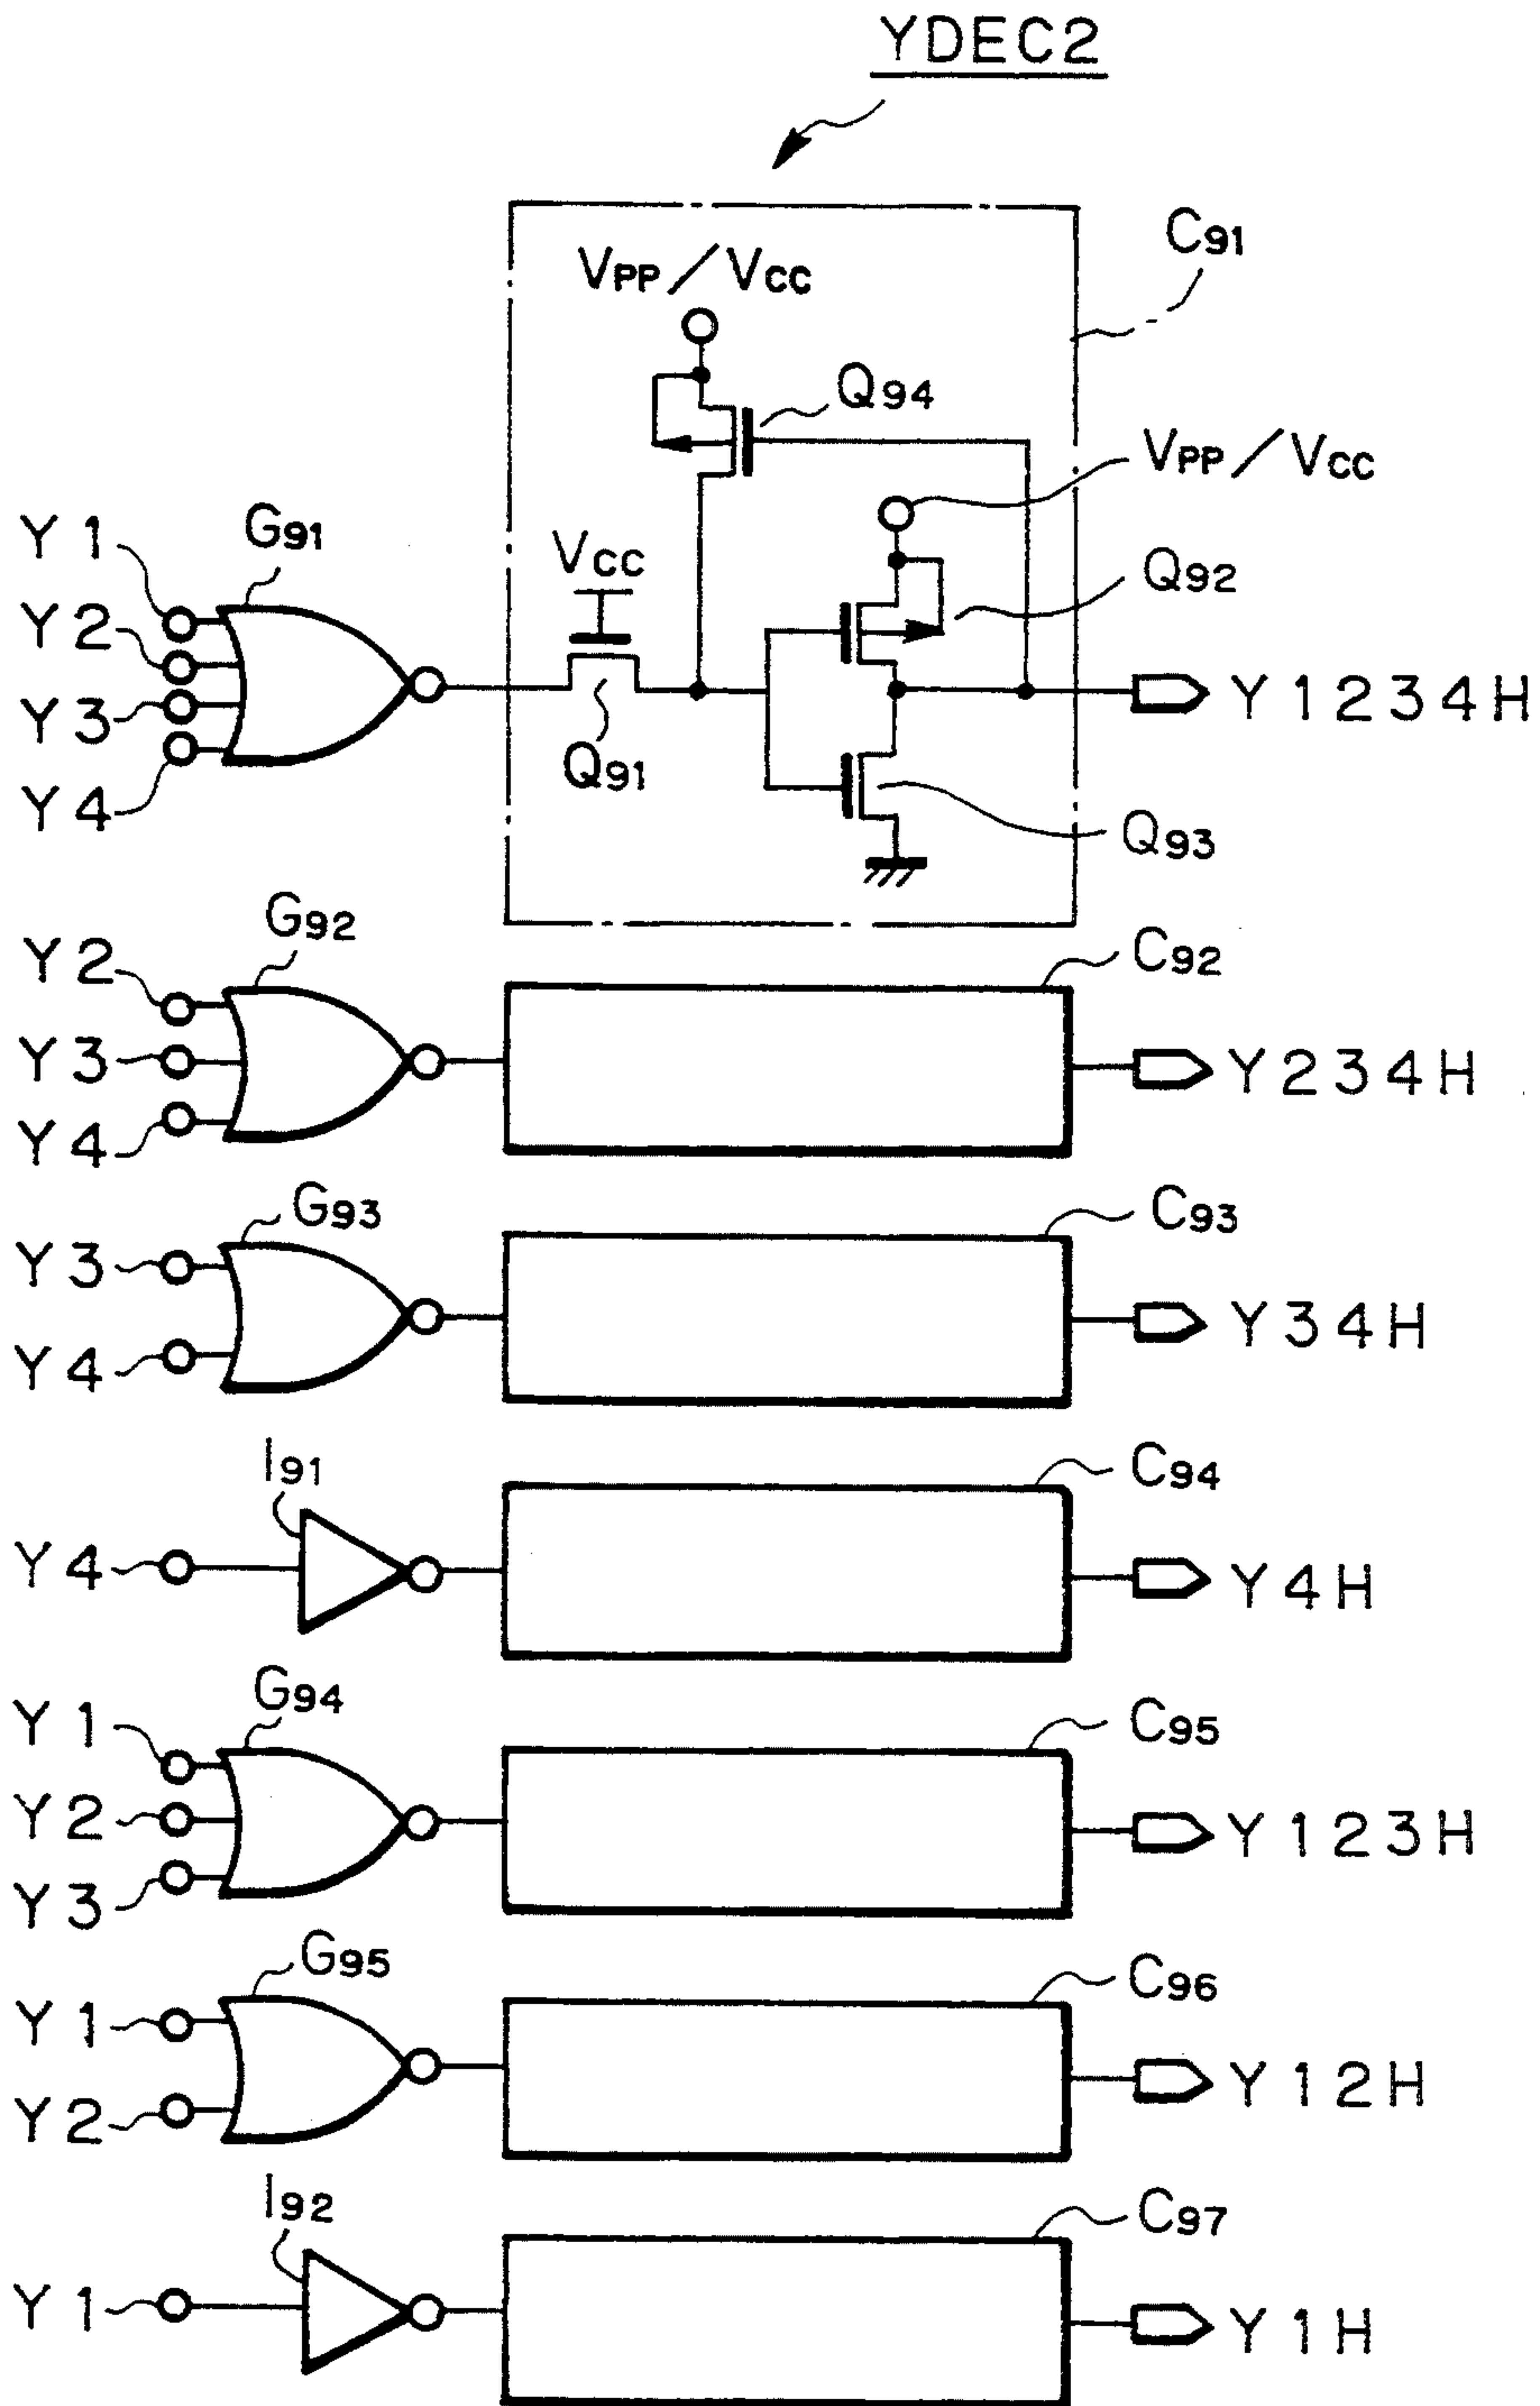 YDEC2
C91
VPP/VCC
Q94
VPP/VCC
Y1
G91
VCC
Q92
Y2
Y3
Y1234H
Q91
Y4
Q93
G92
C92
Y2
Y3
Y234H
Y4
G93
C93
Y3
Y34H
Y4
I91
C94
Y4
Y4H
G94
C95
Y1
Y2
Y123H
Y3
G95
C96
Y1
Y12H
Y2
I92
C97
Y1
Y1H